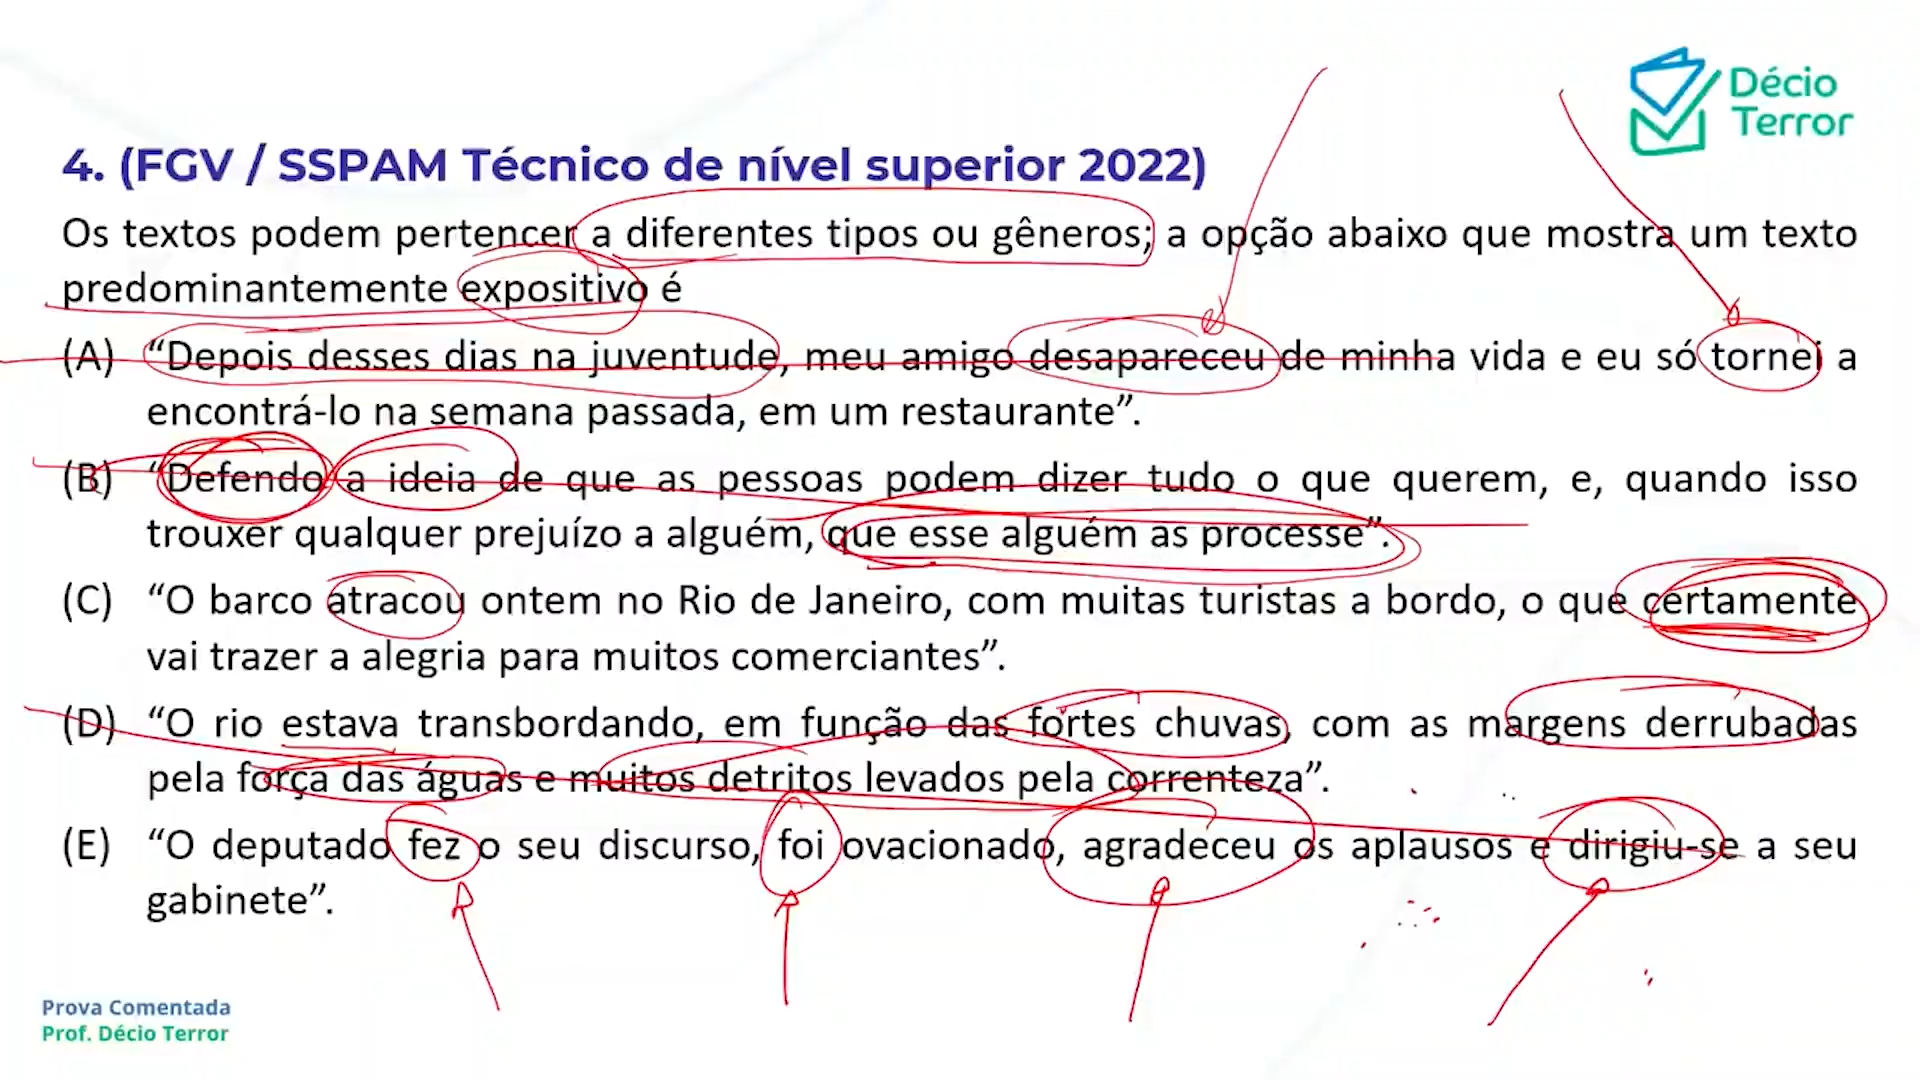 Décio
Terror
4. (FGV / SSPAM Técnico de nível superior 2022)
Os textos podem pertencer a diferentes tipos ou gêneros; a opção abaixo que mostra um texto
predominantemente expositivo é
(A) “Depois desses dias na juventude, meu amigo desapareceu de minha vida e eu só tornei a
encontrá-lo na semana passada, em um restaurante”.
(B) “Defendo a ideia de que as pessoas podem dizer tudo o que querem, e, quando isso
trouxer qualquer prejuízo a alguém, que esse alguém as processe”.
(C) “O barco atracou ontem no Rio de Janeiro, com muitas turistas a bordo, o que certamente
vai trazer a alegria para muitos comerciantes”.
(D) “O rio estava transbordando, em função das fortes chuvas, com as margens derrubadas
pela força das águas e muitos detritos levados pela correnteza”.
(E) “O deputado fez o seu discurso, foi ovacionado, agradeceu os aplausos e dirigiu-se a seu
gabinete”.
Prova Comentada
Prof. Décio Terror